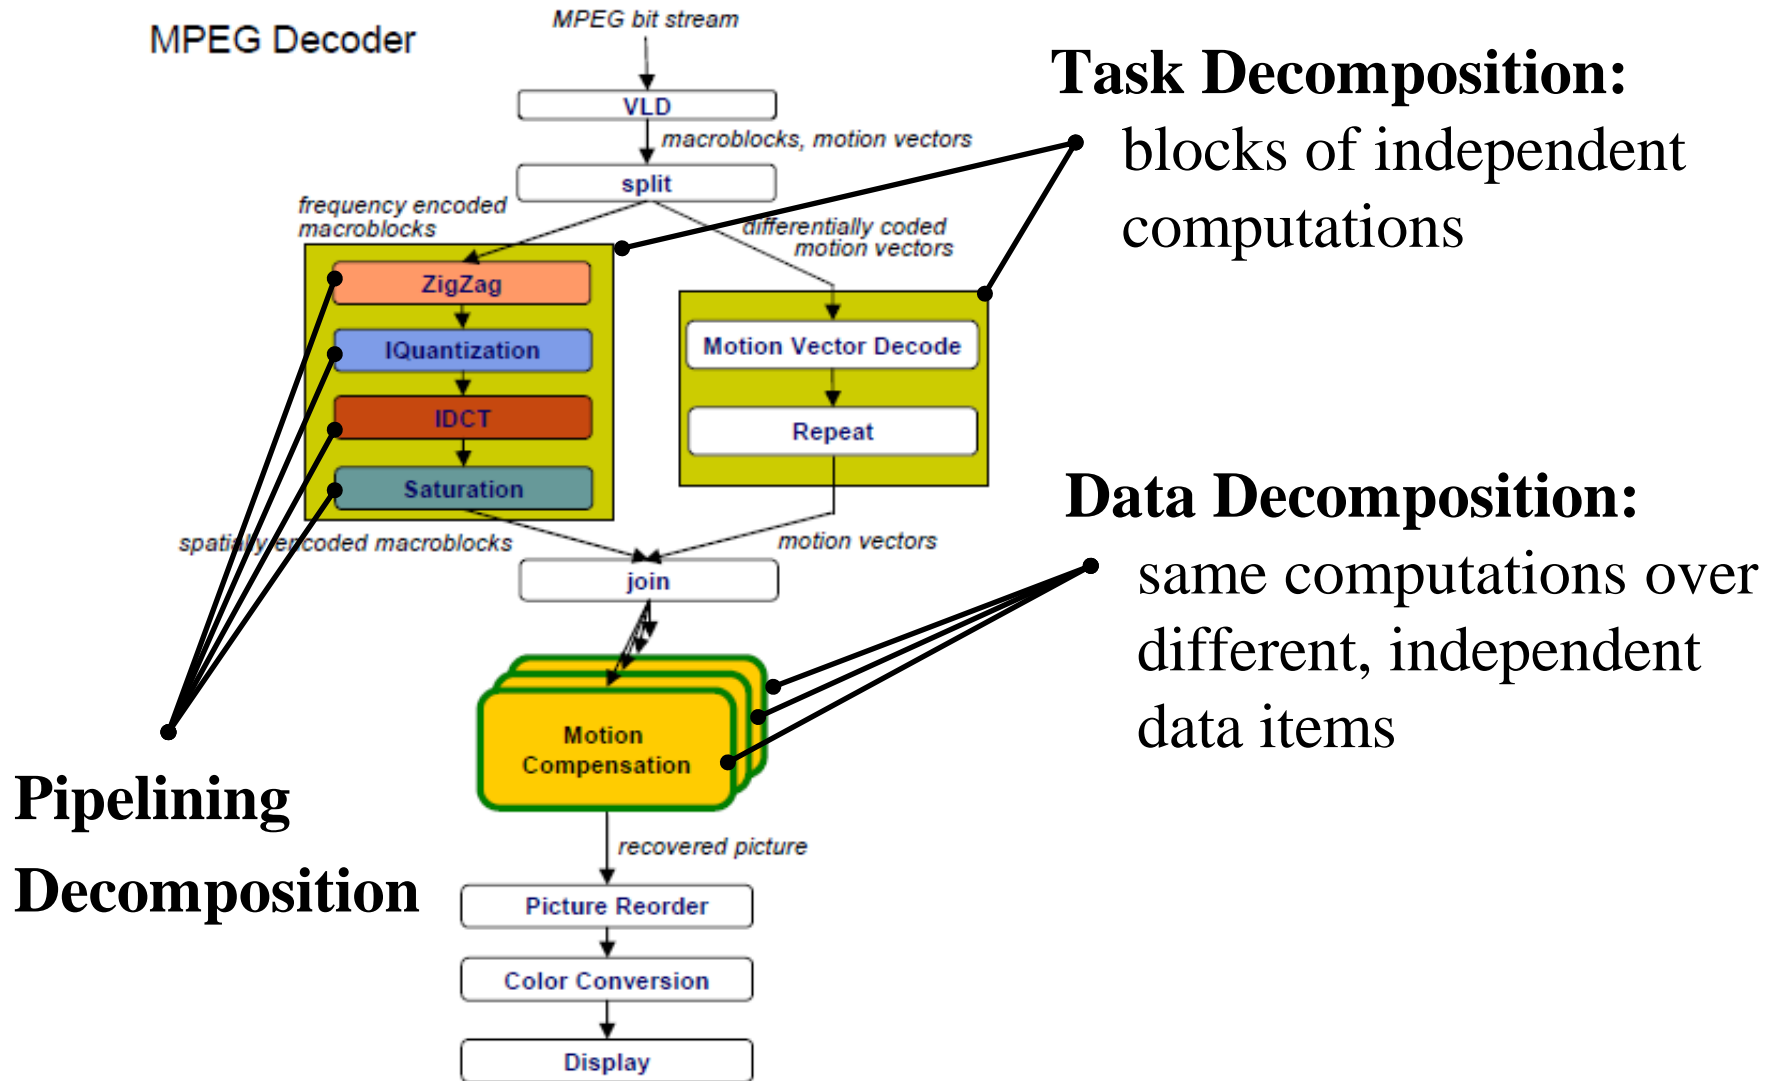 MPEG Decoder
MPEG bit stream
VLD
macroblocks, motion vectors
split
frequency encoded
macroblocks
differentially coded
motion vectors
ZigZag
IQuantization
IDCT
Saturation
Motion Vector Decode
Repeat
spatially encoded macroblocks
motion vectors
join
Motion
Compensation
recovered picture
Picture Reorder
Color Conversion
Display
Task Decomposition:
blocks of independent
computations
Data Decomposition:
same computations over
different, independent
data items
Pipelining
Decomposition